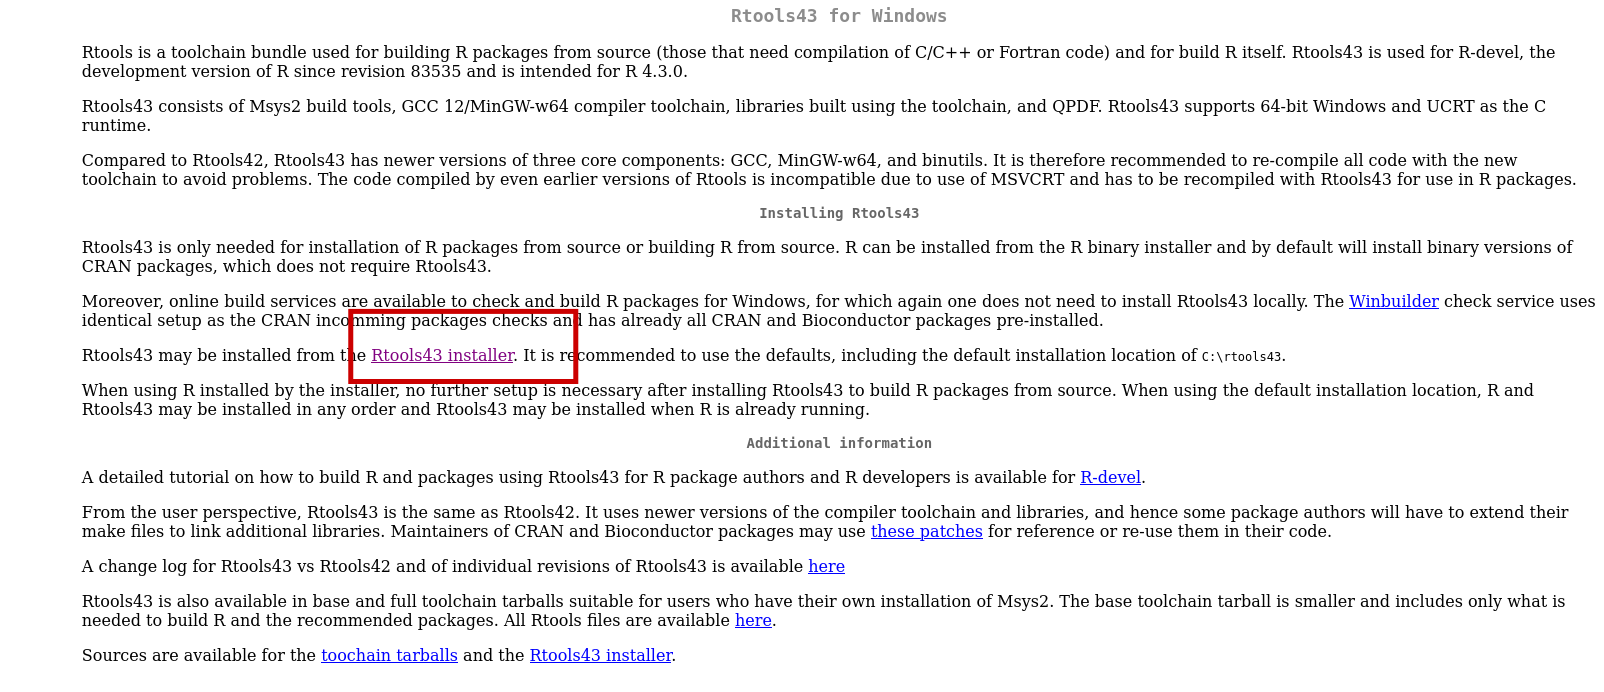 Rtools43 for Windows
Rtools is a toolchain bundle used for building R packages from source (those that need compilation of C/C++ or Fortran code) and for build R itself. Rtools43 is used for R-devel, the
development version of R since revision 83535 and is intended for R 4.3.0.
Rtools43 consists of Msys2 build tools, GCC 12/MinGW-w64 compiler toolchain, libraries built using the toolchain, and QPDF. Rtools43 supports 64-bit Windows and UCRT as the C
runtime.
Compared to Rtools42, Rtools43 has newer versions of three core components: GCC, MinGW-w64, and binutils. It is therefore recommended to re-compile all code with the new
toolchain to avoid problems. The code compiled by even earlier versions of Rtools is incompatible due to use of MSVCRT and has to be recompiled with Rtools43 for use in R packages.
Installing Rtools43
Rtools43 is only needed for installation of R packages from source or building R from source. R can be installed from the R binary installer and by default will install binary versions of
CRAN packages, which does not require Rtools43.
Moreover, online build services are available to check and build R packages for Windows, for which again one does not need to install Rtools43 locally. The Winbuilder check service uses
identical setup as the CRAN incomming packages checks and has already all CRAN and Bioconductor packages pre-installed.
Rtools43 may be installed from the Rtools43 installer. It is recommended to use the defaults, including the default installation location of C:\rtools43.
When using R installed by the installer, no further setup is necessary after installing Rtools43 to build R packages from source. When using the default installation location, R and
Rtools43 may be installed in any order and Rtools43 may be installed when R is already running.
Additional information
A detailed tutorial on how to build R and packages using Rtools43 for R package authors and R developers is available for R-devel.
From the user perspective, Rtools43 is the same as Rtools42. It uses newer versions of the compiler toolchain and libraries, and hence some package authors will have to extend their
make files to link additional libraries. Maintainers of CRAN and Bioconductor packages may use these patches for reference or re-use them in their code.
A change log for Rtools43 vs Rtools42 and of individual revisions of Rtools43 is available here
Rtools43 is also available in base and full toolchain tarballs suitable for users who have their own installation of Msys2. The base toolchain tarball is smaller and includes only what is
needed to build R and the recommended packages. All Rtools files are available here.
Sources are available for the toochain tarballs and the Rtools43 installer.